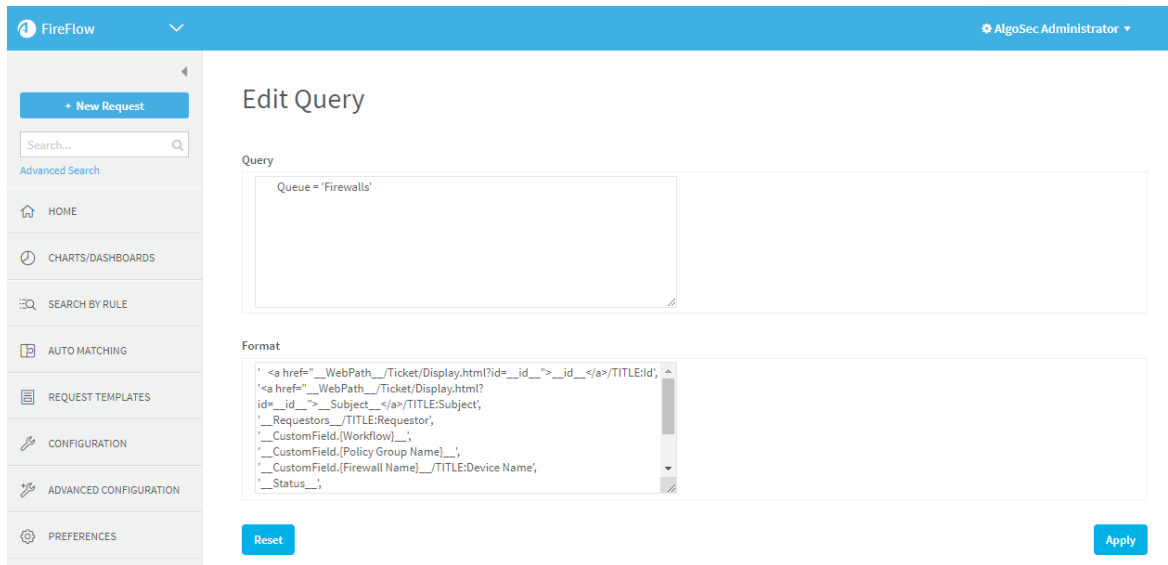 FireFlow
AlgoSec Administrator
+ New Request
Search...
Advanced Search
HOME
CHARTS/DASHBOARDS
SEARCH BY RULE
AUTO MATCHING
REQUEST TEMPLATES
CONFIGURATION
ADVANCED CONFIGURATION
PREFERENCES
Edit Query
Query
Queue = 'Firewalls'
Format
' <a href="__WebPath__/Ticket/Display.html?id=__id__">__id__</a>/TITLE:Id',
'<a href="__WebPath__/Ticket/Display.html?
id=__id__">__Subject__</a>/TITLE:Subject',
'__Requestors__/TITLE:Requestor',
'__CustomField.{Workflow}__',
'__CustomField.{Policy Group Name}__',
'__CustomField.{Firewall Name}__/TITLE:Device Name',
'__Status__',
Reset
Apply